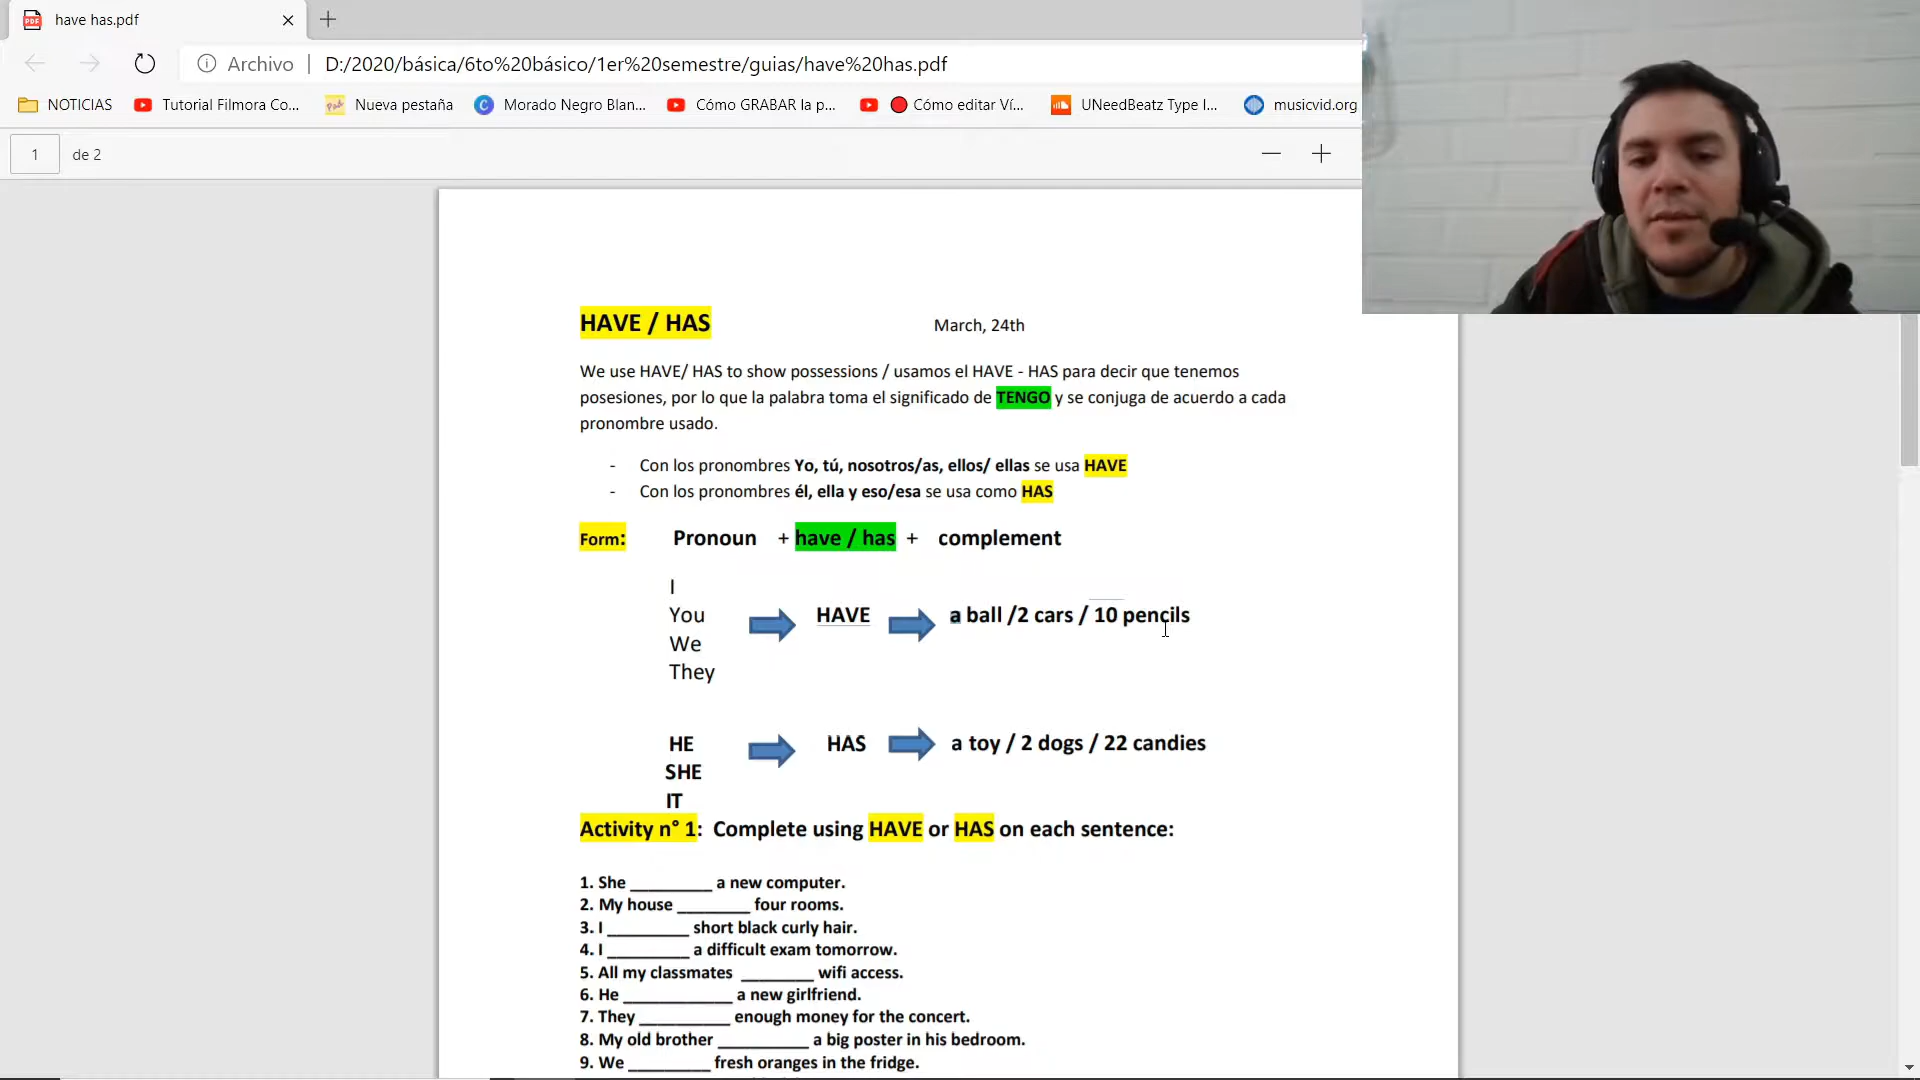 have has.pdf
Archivo | D:/2020/básica/6to%20básico/1er%20semestre/guias/have%20has.pdf
NOTICIAS Tutorial Filmora Co... Nueva pestaña Morado Negro Blan... Cómo GRABAR la p... Cómo editar Ví... UNeedBeatz Type I... musicvid.org
1 de 2
HAVE / HAS March, 24th
We use HAVE/ HAS to show possessions / usamos el HAVE - HAS para decir que tenemos
posesiones, por lo que la palabra toma el significado de TENGO y se conjuga de acuerdo a cada
pronombre usado.
- Con los pronombres Yo, tú, nosotros/as, ellos/ ellas se usa HAVE
- Con los pronombres él, ella y eso/esa se usa como HAS
Form: Pronoun + have / has + complement
I
You HAVE a ball /2 cars / 10 pencils
We
They
HE HAS a toy / 2 dogs / 22 candies
SHE
IT
Activity n° 1: Complete using HAVE or HAS on each sentence:
1. She _________ a new computer.
2. My house ________ four rooms.
3. I _________ short black curly hair.
4. I _________ a difficult exam tomorrow.
5. All my classmates ________ wifi access.
6. He ____________ a new girlfriend.
7. They __________ enough money for the concert.
8. My old brother __________ a big poster in his bedroom.
9. We _________ fresh oranges in the fridge.